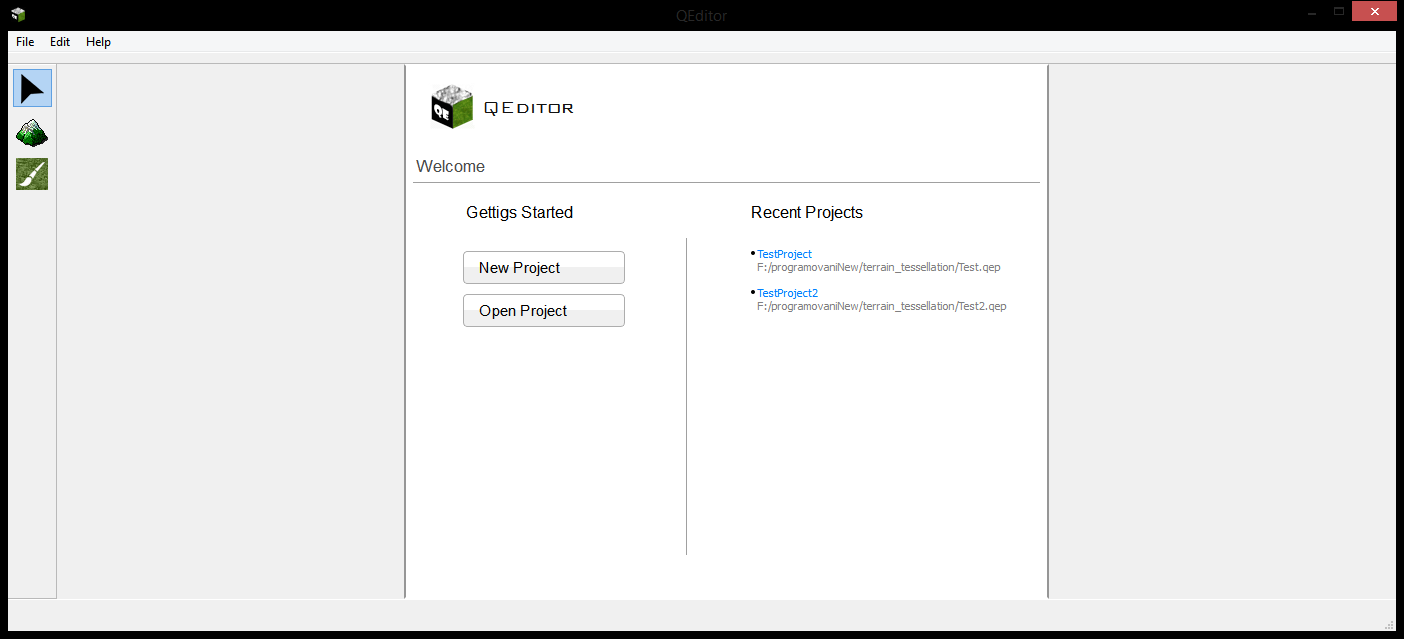 QEditor
File Edit Help
QE QEDITOR
Welcome
Gettigs Started
New Project
Open Project
Recent Projects
TestProject
F:/programovaniNew/terrain_tessellation/Test.qep
TestProject2
F:/programovaniNew/terrain_tessellation/Test2.qep